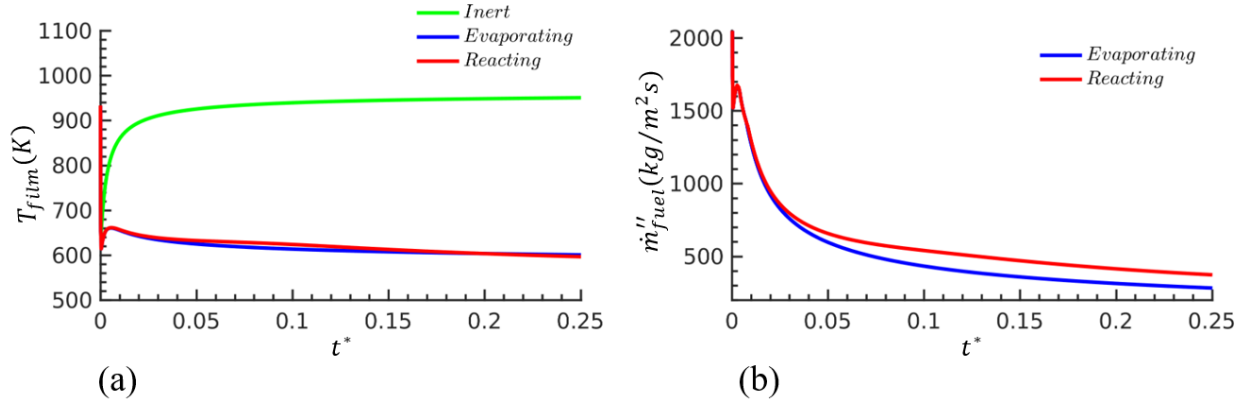 Inert
Evaporating
Reacting
1100
1000
900
800
700
600
500
T_film(K)
0
0.05
0.1
0.15
0.2
0.25
t*
(a)
Evaporating
Reacting
2000
1500
1000
500
ṁ''_fuel(kg/m²s)
0
0.05
0.1
0.15
0.2
0.25
t*
(b)